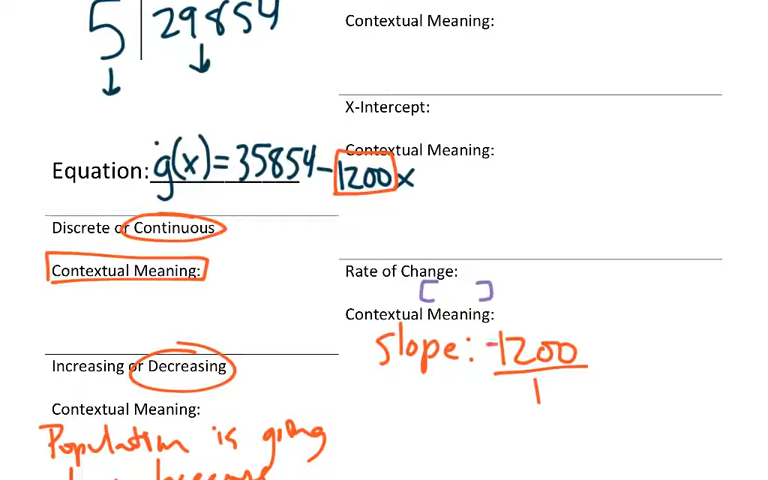 5 | 29854
Equation: g(x) = 35854 - 1200x
Discrete or Continuous
Contextual Meaning:
Increasing or Decreasing
Contextual Meaning:
Population is going
because
Contextual Meaning:
X-Intercept:
Contextual Meaning:
Rate of Change:
[ ]
Contextual Meaning:
slope: -1200
1